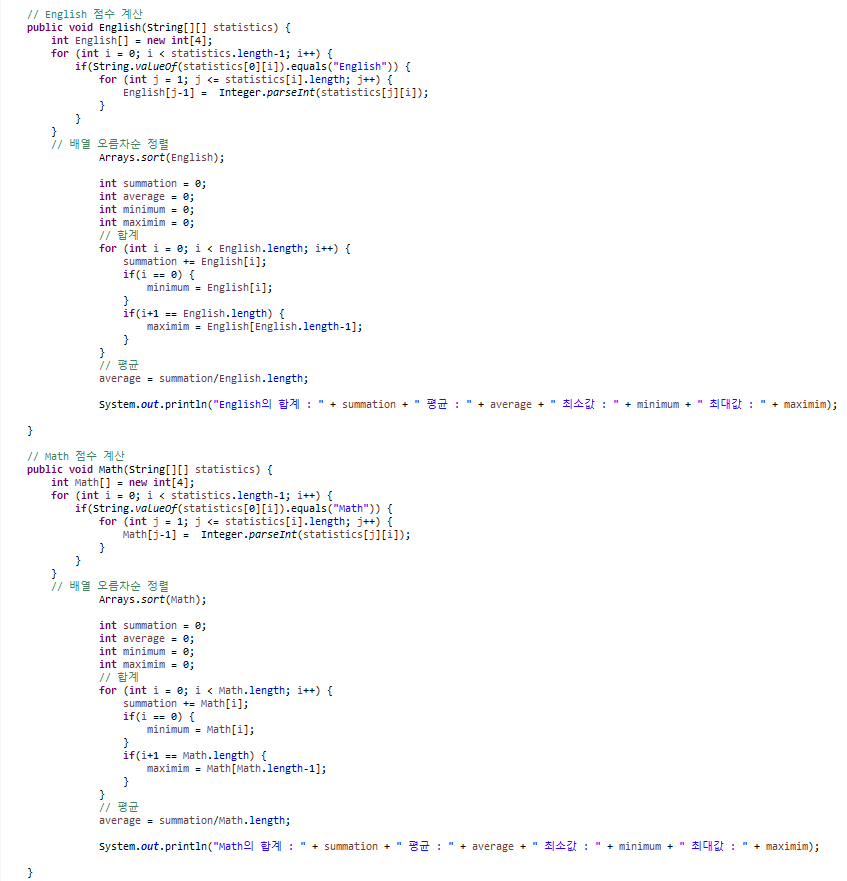 // English 점수 계산
public void English(String[][] statistics) {
int English[] = new int[4];
for (int i = 0; i < statistics.length-1; i++) {
if(String.valueOf(statistics[0][i]).equals("English")) {
for (int j = 1; j <= statistics[i].length; j++) {
English[j-1] =  Integer.parseInt(statistics[j][i]);
}
}
}
// 배열 오름차순 정렬
Arrays.sort(English);
int summation = 0;
int average = 0;
int minimum = 0;
int maximim = 0;
// 합계
for (int i = 0; i < English.length; i++) {
summation += English[i];
if(i == 0) {
minimum = English[i];
}
if(i+1 == English.length) {
maximim = English[English.length-1];
}
}
// 평균
average = summation/English.length;
System.out.println("English의 합계 : " + summation + " 평균 : " + average + " 최소값 : " + minimum + " 최대값 : " + maximim);
}
// Math 점수 계산
public void Math(String[][] statistics) {
int Math[] = new int[4];
for (int i = 0; i < statistics.length-1; i++) {
if(String.valueOf(statistics[0][i]).equals("Math")) {
for (int j = 1; j <= statistics[i].length; j++) {
Math[j-1] =  Integer.parseInt(statistics[j][i]);
}
}
}
// 배열 오름차순 정렬
Arrays.sort(Math);
int summation = 0;
int average = 0;
int minimum = 0;
int maximim = 0;
// 합계
for (int i = 0; i < Math.length; i++) {
summation += Math[i];
if(i == 0) {
minimum = Math[i];
}
if(i+1 == Math.length) {
maximim = Math[Math.length-1];
}
}
// 평균
average = summation/Math.length;
System.out.println("Math의 합계 : " + summation + " 평균 : " + average + " 최소값 : " + minimum + " 최대값 : " + maximim);
}